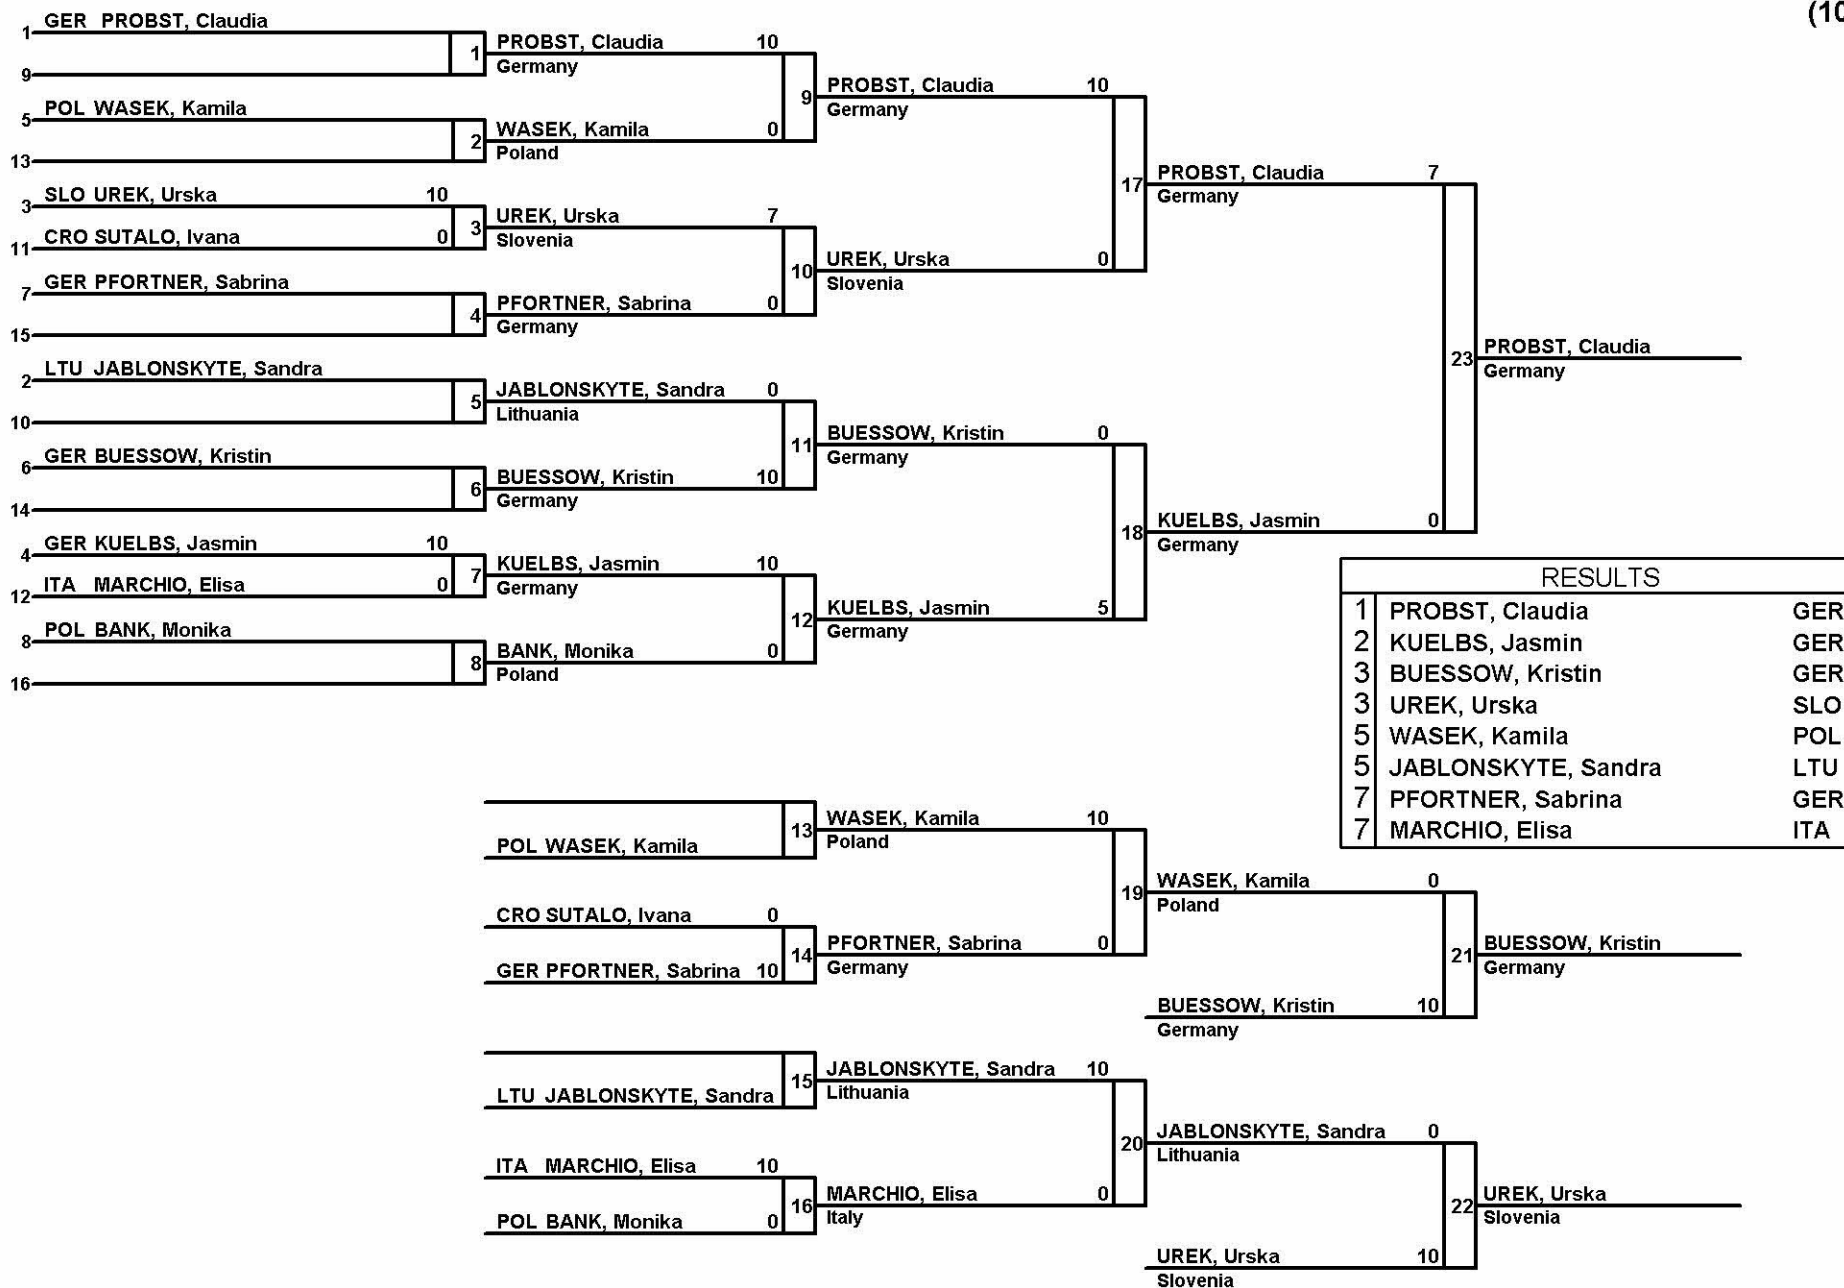 (10
1 GER PROBST, Claudia
9
1 PROBST, Claudia 10
Germany
5 POL WASEK, Kamila
13
2 WASEK, Kamila 0
Poland
9 PROBST, Claudia 10
Germany
3 SLO UREK, Urska 10
11 CRO SUTALO, Ivana 0
3 UREK, Urska 7
Slovenia
7 GER PFORTNER, Sabrina
15
4 PFORTNER, Sabrina 0
Germany
10 UREK, Urska 0
Slovenia
17 PROBST, Claudia 7
Germany
2 LTU JABLONSKYTE, Sandra
10
5 JABLONSKYTE, Sandra 0
Lithuania
6 GER BUESSOW, Kristin
14
6 BUESSOW, Kristin 10
Germany
11 BUESSOW, Kristin 0
Germany
4 GER KUELBS, Jasmin 10
12 ITA MARCHIO, Elisa 0
7 KUELBS, Jasmin 10
Germany
8 POL BANK, Monika
16
8 BANK, Monika 0
Poland
12 KUELBS, Jasmin 5
Germany
18 KUELBS, Jasmin 0
Germany
23 PROBST, Claudia
Germany
RESULTS
1 PROBST, Claudia GER
2 KUELBS, Jasmin GER
3 BUESSOW, Kristin GER
3 UREK, Urska SLO
5 WASEK, Kamila POL
5 JABLONSKYTE, Sandra LTU
7 PFORTNER, Sabrina GER
7 MARCHIO, Elisa ITA
POL WASEK, Kamila
13 WASEK, Kamila 10
Poland
CRO SUTALO, Ivana 0
GER PFORTNER, Sabrina 10
14 PFORTNER, Sabrina 0
Germany
19 WASEK, Kamila 0
Poland
BUESSOW, Kristin 10
Germany
21 BUESSOW, Kristin
Germany
LTU JABLONSKYTE, Sandra
15 JABLONSKYTE, Sandra 10
Lithuania
ITA MARCHIO, Elisa 10
POL BANK, Monika 0
16 MARCHIO, Elisa 0
Italy
20 JABLONSKYTE, Sandra 0
Lithuania
UREK, Urska 10
Slovenia
22 UREK, Urska
Slovenia